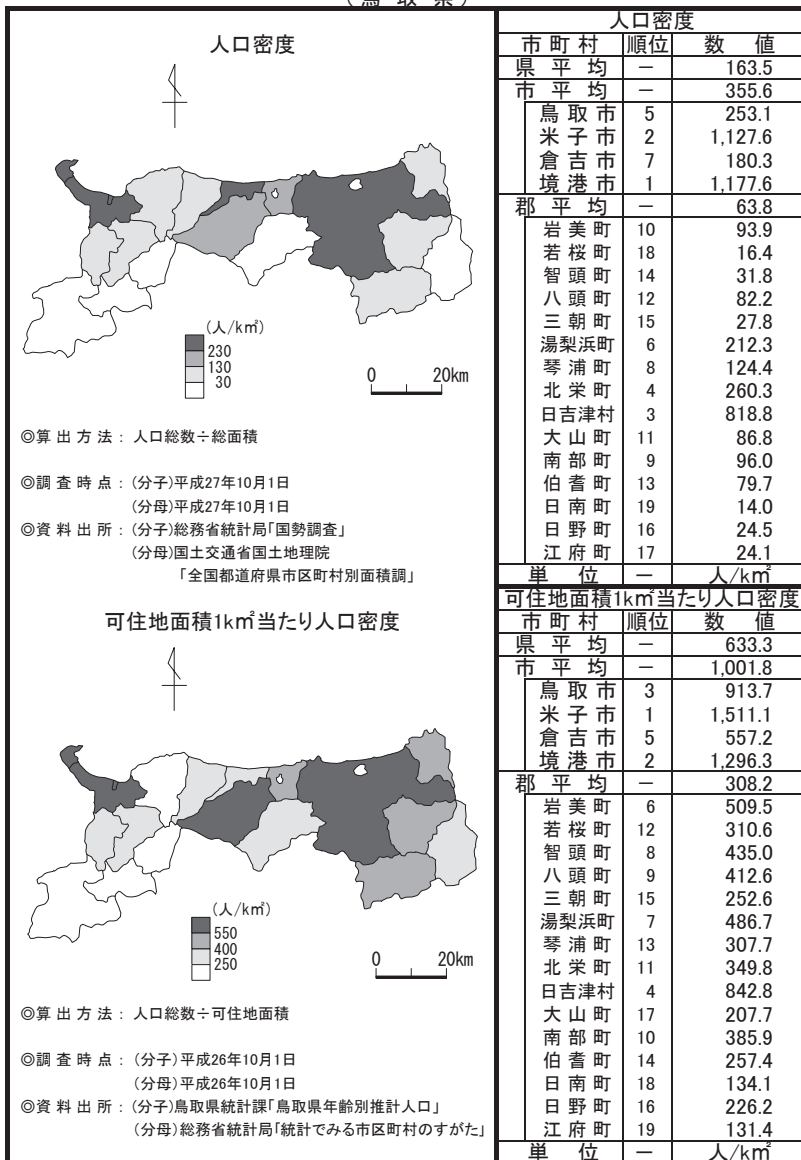 （鳥取県）
人口密度
(人/km²)
230
130
30
0 20km
◎算出方法：人口総数÷総面積
◎調査時点：(分子)平成27年10月1日
(分母)平成27年10月1日
◎資料出所：(分子)総務省統計局「国勢調査」
(分母)国土交通省国土地理院
「全国都道府県市区町村別面積調」
人口密度
市町村 順位 数値
県平均 － 163.5
市平均 － 355.6
鳥取市 5 253.1
米子市 2 1,127.6
倉吉市 7 180.3
境港市 1 1,177.6
郡平均 － 63.8
岩美町 10 93.9
若桜町 18 16.4
智頭町 14 31.8
八頭町 12 82.2
三朝町 15 27.8
湯梨浜町 6 212.3
琴浦町 8 124.4
北栄町 4 260.3
日吉津村 3 818.8
大山町 11 86.8
南部町 9 96.0
伯耆町 13 79.7
日南町 19 14.0
日野町 16 24.5
江府町 17 24.1
単位 － 人/km²
可住地面積1km²当たり人口密度
(人/km²)
550
400
250
0 20km
◎算出方法：人口総数÷可住地面積
◎調査時点：(分子)平成26年10月1日
(分母)平成26年10月1日
◎資料出所：(分子)鳥取県統計課「鳥取県年齢別推計人口」
(分母)総務省統計局「統計でみる市区町村のすがた」
可住地面積1km²当たり人口密度
市町村 順位 数値
県平均 － 633.3
市平均 － 1,001.8
鳥取市 3 913.7
米子市 1 1,511.1
倉吉市 5 557.2
境港市 2 1,296.3
郡平均 － 308.2
岩美町 6 509.5
若桜町 12 310.6
智頭町 8 435.0
八頭町 9 412.6
三朝町 15 252.6
湯梨浜町 7 486.7
琴浦町 13 307.7
北栄町 11 349.8
日吉津村 4 842.8
大山町 17 207.7
南部町 10 385.9
伯耆町 14 257.4
日南町 18 134.1
日野町 16 226.2
江府町 19 131.4
単位 － 人/km²